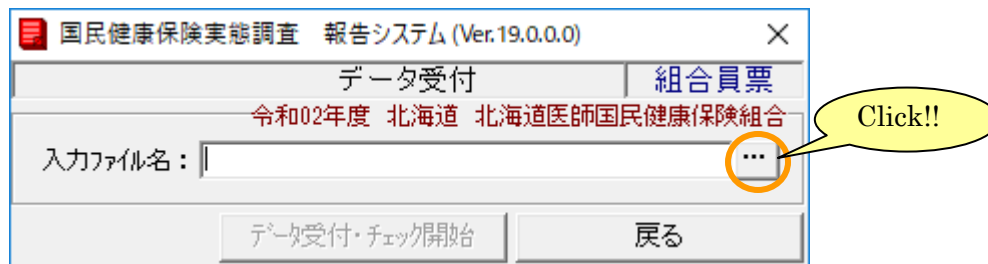 国民健康保険実態調査　報告システム (Ver.19.0.0.0)
データ受付　組合員票
令和02年度 北海道 北海道医師国民健康保険組合
Click!!
入力ファイル名： ...
データ受付・チェック開始　戻る